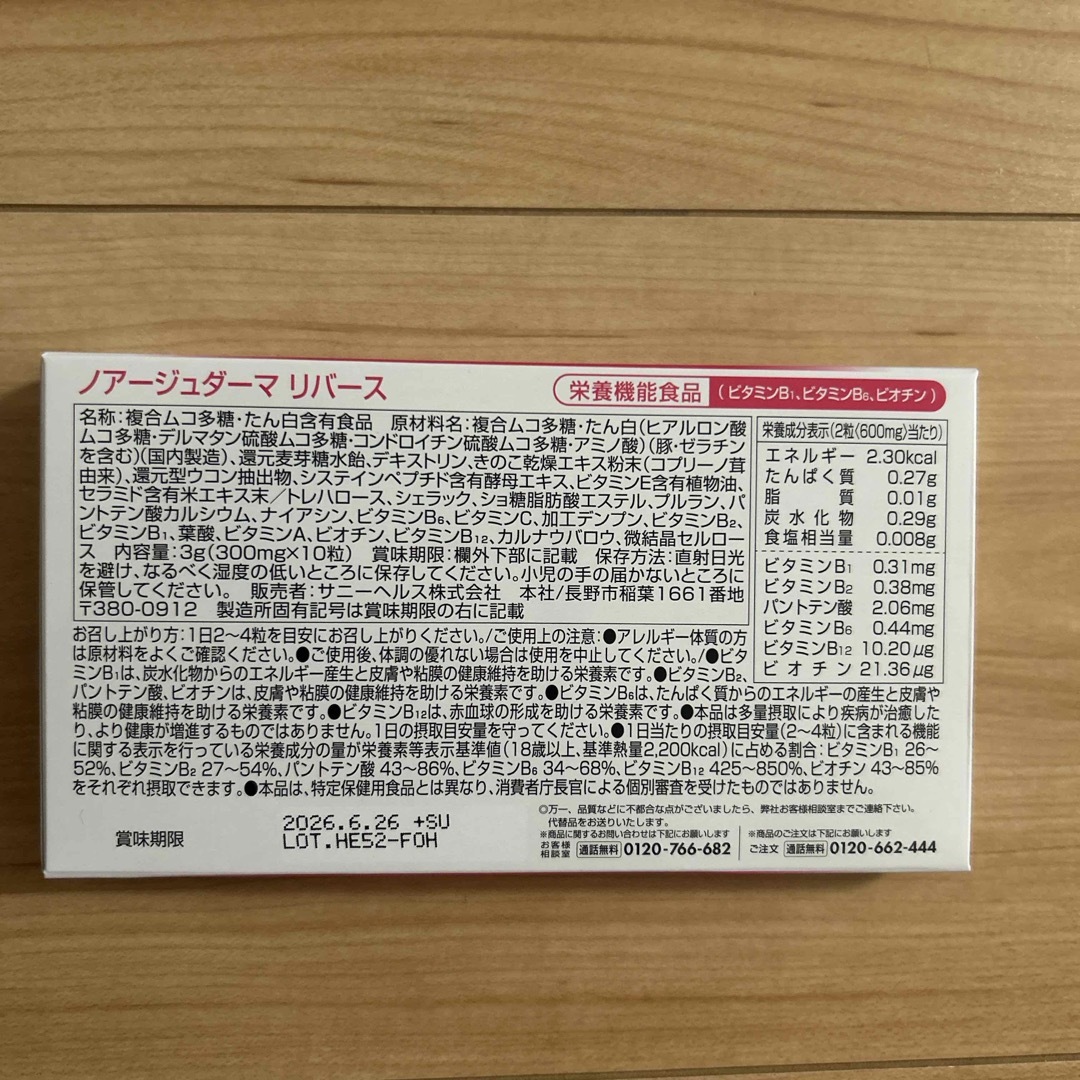 ノアージュダーマ リバース
栄養機能食品 (ビタミンB1、ビタミンB6、ビオチン)
名称:複合ムコ多糖・たん白含有食品 原材料名:複合ムコ多糖・たん白(ヒアルロン酸
ムコ多糖・デルマタン硫酸ムコ多糖・コンドロイチン硫酸ムコ多糖・アミノ酸)(豚・ゼラチン
を含む)(国内製造)、還元麦芽糖水飴、デキストリン、きのこ乾燥エキス粉末(コプリーノ茸
由来)、還元型ウコン抽出物、システインペプチド含有酵母エキス、ビタミンE含有植物油、
セラミド含有米エキス末/トレハロース、シェラック、ショ糖脂肪酸エステル、プルラン、パ
ントテン酸カルシウム、ナイアシン、ビタミンB6、ビタミンC、加工デンプン、ビタミンB2、
ビタミンB1、葉酸、ビタミンA、ビオチン、ビタミンB12、カルナウバロウ、微結晶セルロー
ス 内容量:3g(300mg×10粒) 賞味期限:欄外下部に記載 保存方法:直射日光
を避け、なるべく湿度の低いところに保存してください。小児の手の届かないところに
保管してください。 販売者:サニーヘルス株式会社 本社/長野市稲葉1661番地
〒380-0912 製造所固有記号は賞味期限の右に記載
栄養成分表示(2粒〈600mg〉当たり)
エネルギー 2.30kcal
たんぱく質 0.27g
脂質 0.01g
炭水化物 0.29g
食塩相当量 0.008g
ビタミンB1 0.31mg
ビタミンB2 0.38mg
パントテン酸 2.06mg
ビタミンB6 0.44mg
ビタミンB12 10.20μg
ビオチン 21.36μg
お召し上がり方:1日2〜4粒を目安にお召し上がりください。/ご使用上の注意:●アレルギー体質の方
は原材料をよくご確認ください。●ご使用後、体調の優れない場合は使用を中止してください。/●ビタ
ミンB1は、炭水化物からのエネルギー産生と皮膚や粘膜の健康維持を助ける栄養素です。●ビタミンB2、
パントテン酸、ビオチンは、皮膚や粘膜の健康維持を助ける栄養素です。●ビタミンB6は、たんぱく質からのエネルギーの産生と皮膚や
粘膜の健康維持を助ける栄養素です。●ビタミンB12は、赤血球の形成を助ける栄養素です。●本品は多量摂取により疾病が治癒した
り、より健康が増進するものではありません。1日の摂取目安量を守ってください。●1日当たりの摂取目安量(2〜4粒)に含まれる機能
に関する表示を行っている栄養成分の量が栄養素等表示基準値(18歳以上、基準熱量2,200kcal)に占める割合:ビタミンB1 26〜
52%、ビタミンB2 27〜54%、パントテン酸 43〜86%、ビタミンB6 34〜68%、ビタミンB12 425〜850%、ビオチン 43〜85%
をそれぞれ摂取できます。●本品は、特定保健用食品とは異なり、消費者庁長官による個別審査を受けたものではありません。
賞味期限
2026.6.26 +SU
LOT.HE52-FOH
◎万一、品質などに不都合な点がございましたら、弊社お客様相談室までご連絡下さい。
代替品をお送りいたします。
※商品に関するお問い合わせは下記にお願いします
お客様相談室 通話無料 0120-766-682
※商品のご注文は下記にお願いします
ご注文 通話無料 0120-662-444